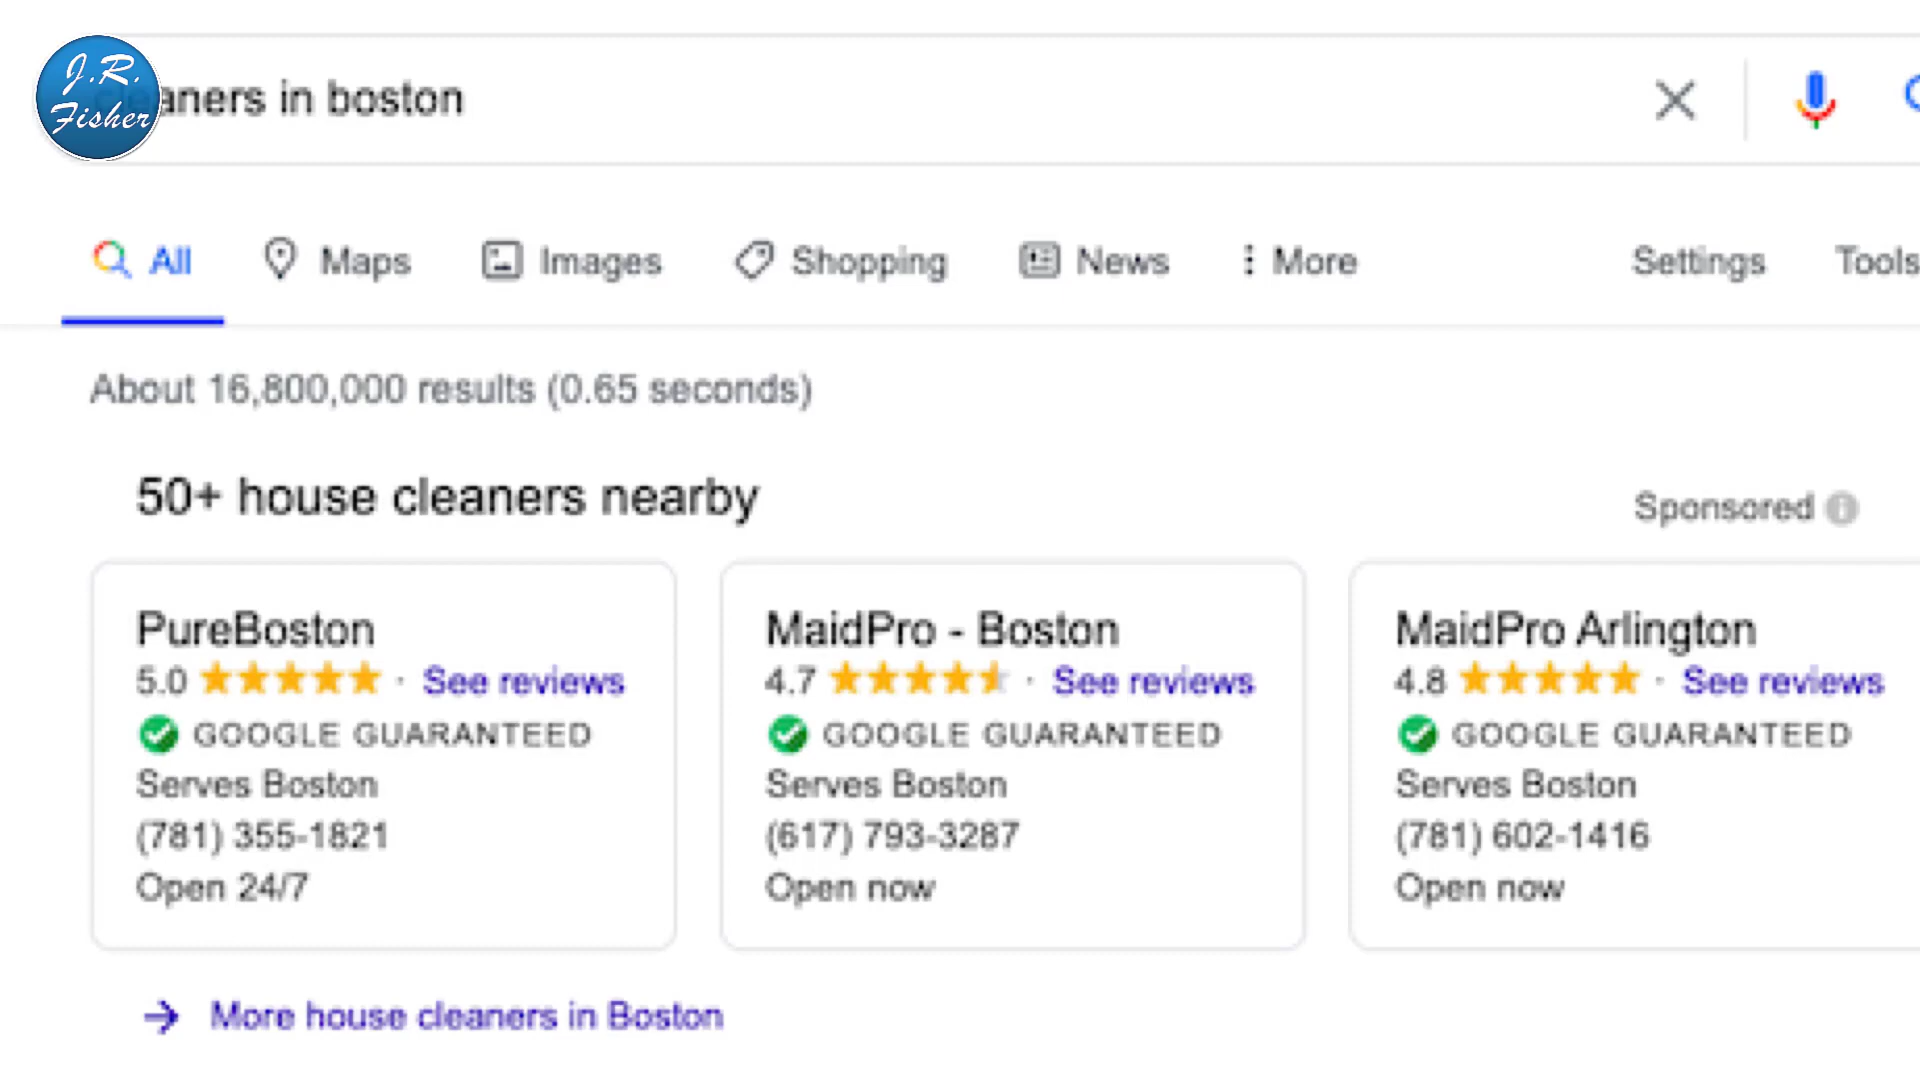 J.R.
Fisher
cleaners in boston
All Maps Images Shopping News More Settings Tools
About 16,800,000 results (0.65 seconds)
50+ house cleaners nearby
Sponsored
PureBoston
5.0 · See reviews
GOOGLE GUARANTEED
Serves Boston
(781) 355-1821
Open 24/7
MaidPro - Boston
4.7 · See reviews
GOOGLE GUARANTEED
Serves Boston
(617) 793-3287
Open now
MaidPro Arlington
4.8 · See reviews
GOOGLE GUARANTEED
Serves Boston
(781) 602-1416
Open now
More house cleaners in Boston